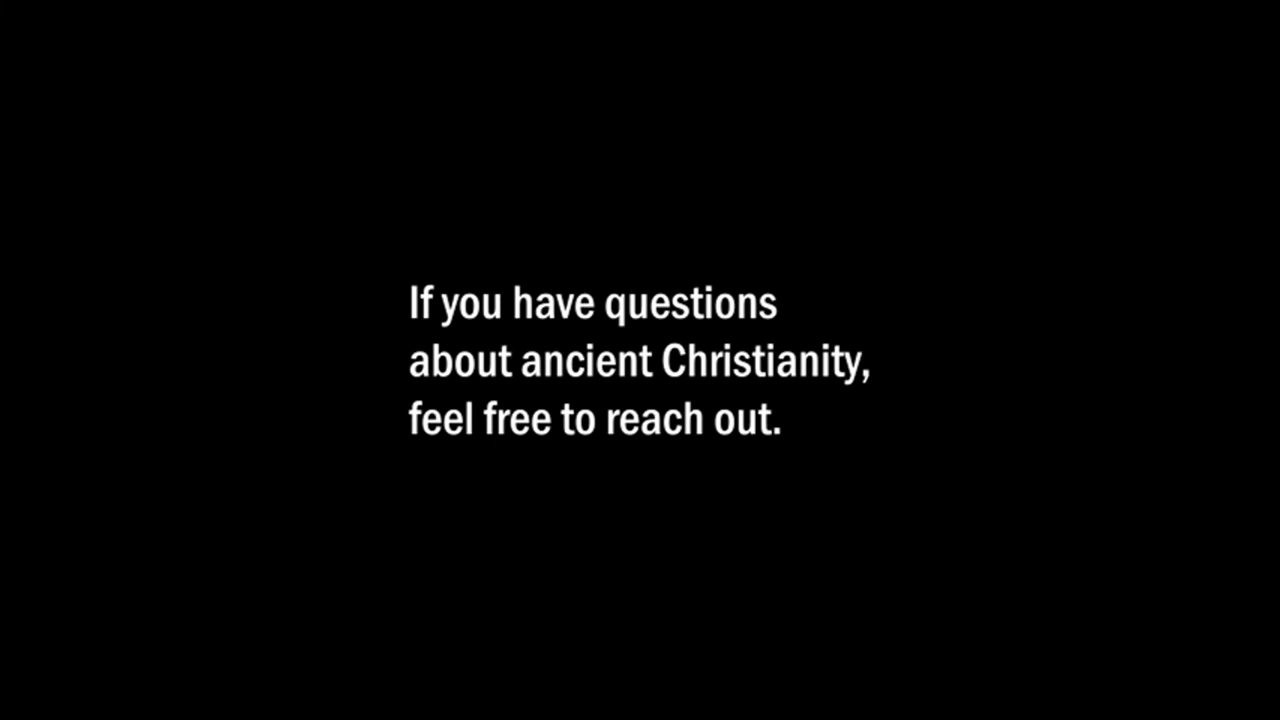 If you have questions
about ancient Christianity,
feel free to reach out.